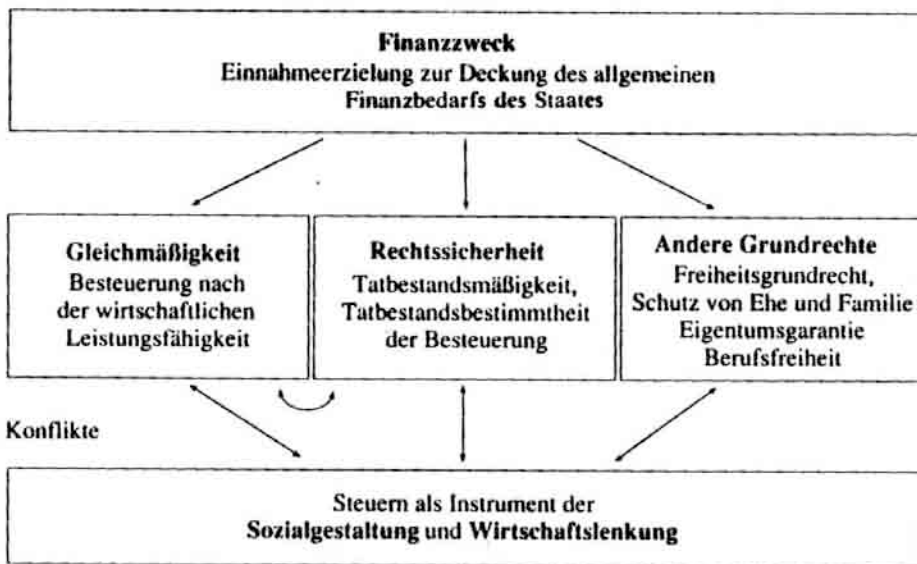 Finanzzweck
Einnahmeerzielung zur Deckung des allgemeinen
Finanzbedarfs des Staates
Gleichmäßigkeit
Besteuerung nach
der wirtschaftlichen
Leistungsfähigkeit
Rechtssicherheit
Tatbestandsmäßigkeit,
Tatbestandsbestimmtheit
der Besteuerung
Andere Grundrechte
Freiheitsgrundrecht,
Schutz von Ehe und Familie
Eigentumsgarantie
Berufsfreiheit
Konflikte
Steuern als Instrument der
Sozialgestaltung und Wirtschaftslenkung